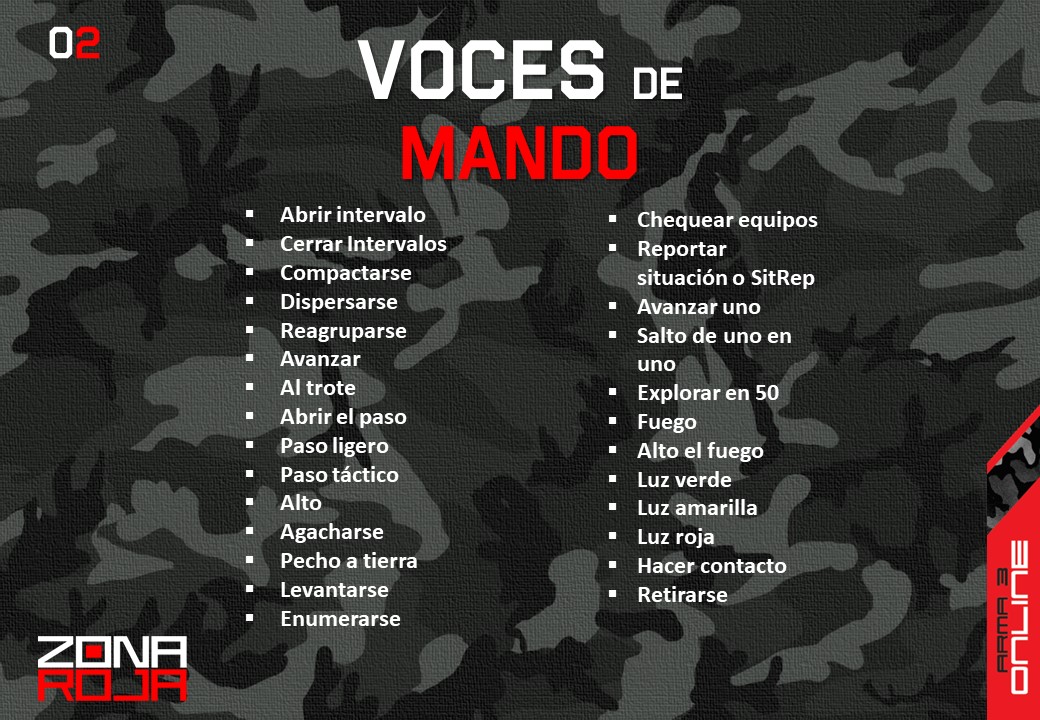 02
VOCES DE
MANDO
▪ Abrir intervalo
▪ Cerrar Intervalos
▪ Compactarse
▪ Dispersarse
▪ Reagruparse
▪ Avanzar
▪ Al trote
▪ Abrir el paso
▪ Paso ligero
▪ Paso táctico
▪ Alto
▪ Agacharse
▪ Pecho a tierra
▪ Levantarse
▪ Enumerarse
▪ Chequear equipos
▪ Reportar
situación o SitRep
▪ Avanzar uno
▪ Salto de uno en
uno
▪ Explorar en 50
▪ Fuego
▪ Alto el fuego
▪ Luz verde
▪ Luz amarilla
▪ Luz roja
▪ Hacer contacto
▪ Retirarse
ZONA
ROJA
ARMA 3
ONLINE